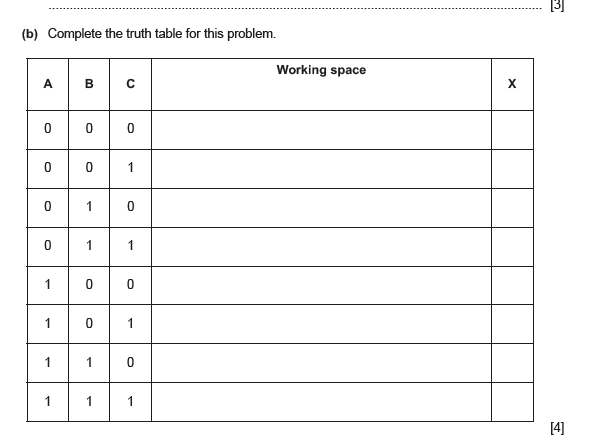 ........................................................................................................................................ [3]
(b) Complete the truth table for this problem.
A B C Working space X
0 0 0
0 0 1
0 1 0
0 1 1
1 0 0
1 0 1
1 1 0
1 1 1
[4]